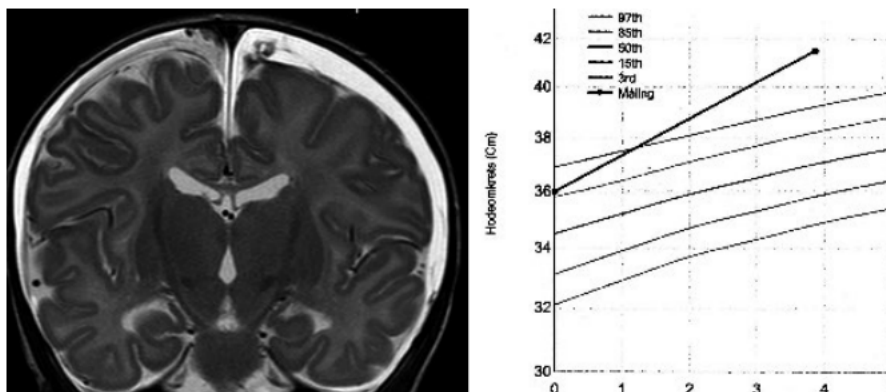 42
40
38
36
34
32
30
Hodeomkrets (Cm)
97th
85th
50th
15th
3rd
Måling
0 1 2 3 4